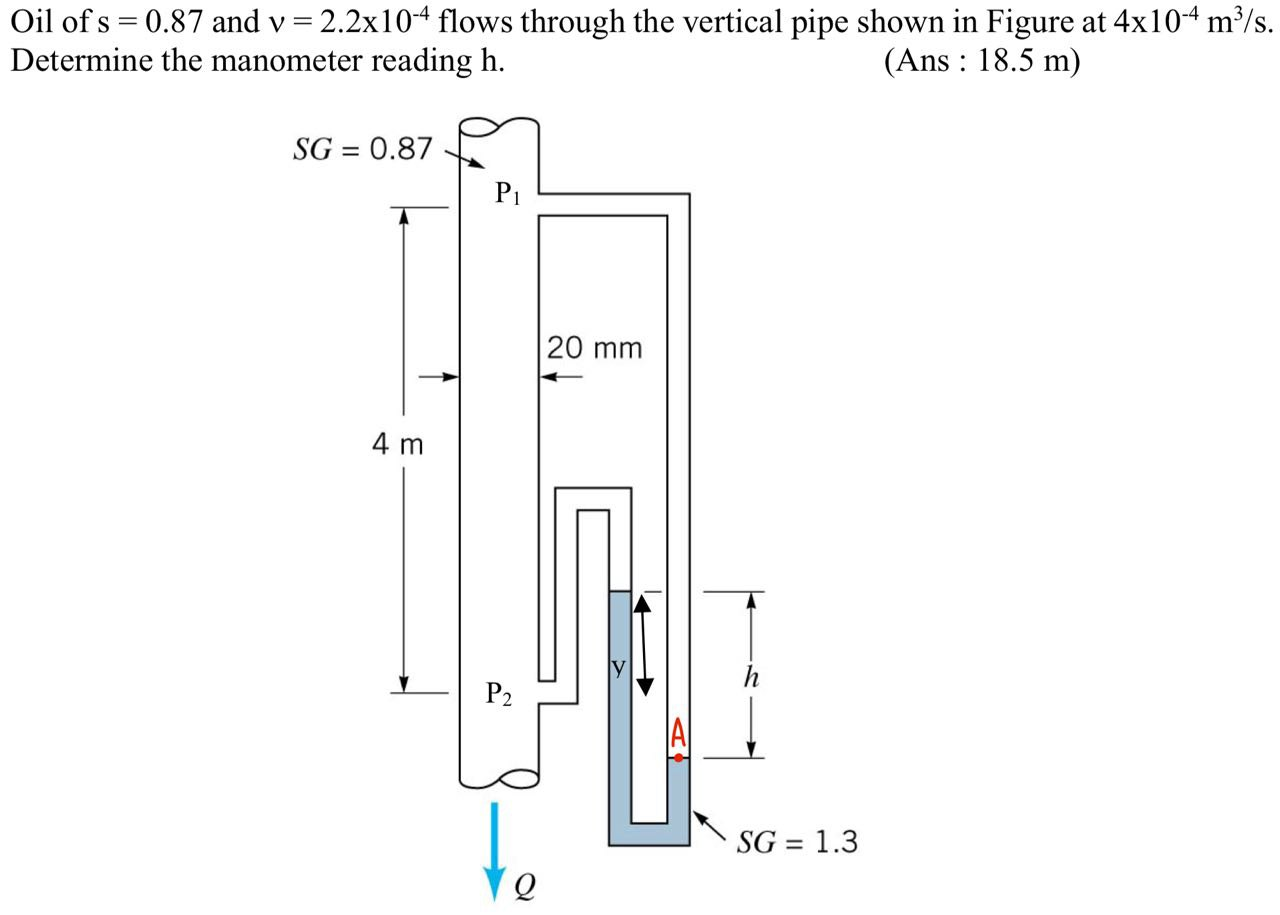 Oil of s = 0.87 and ν = 2.2x10⁻⁴ flows through the vertical pipe shown in Figure at 4x10⁻⁴ m³/s.
Determine the manometer reading h. (Ans : 18.5 m)
SG = 0.87
P₁
20 mm
4 m
y
h
P₂
A
SG = 1.3
Q